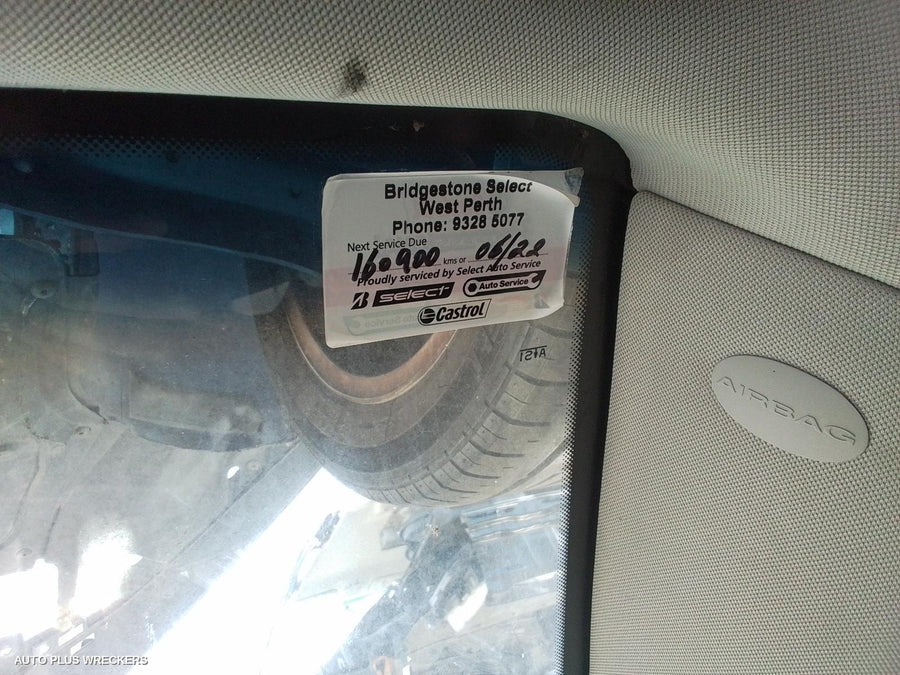 Bridgestone Select
West Perth
Phone: 9328 5077
Next Service Due
160900 kms or 06/22
Proudly serviced by Select Auto Service
SELECT Auto Service
Castrol
AIRBAG
AUTO PLUS WRECKERS